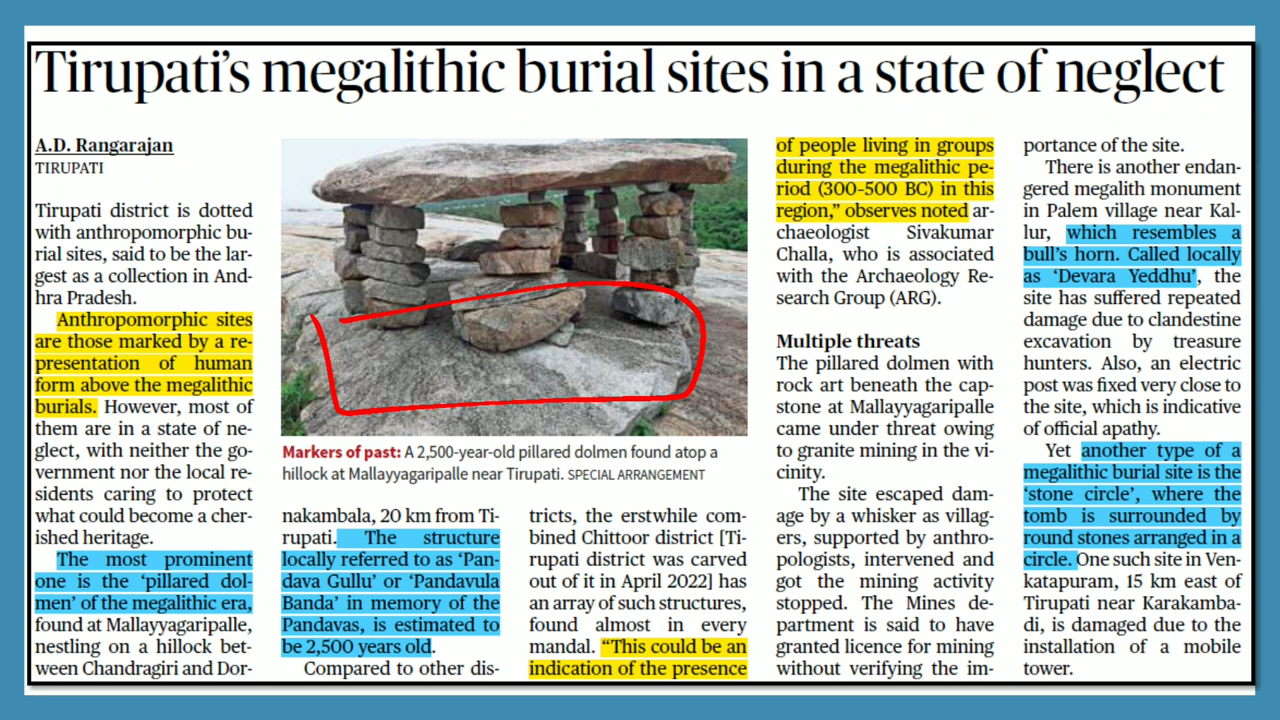 Tirupati's megalithic burial sites in a state of neglect
A.D. Rangarajan
TIRUPATI
Tirupati district is dotted
with anthropomorphic bu-
rial sites, said to be the lar-
gest as a collection in And-
hra Pradesh.
Anthropomorphic sites
are those marked by a re-
presentation of human
form above the megalithic
burials. However, most of
them are in a state of ne-
glect, with neither the go-
vernment nor the local re-
sidents caring to protect
what could become a cher-
ished heritage.
The most prominent
one is the 'pillared dol-
men' of the megalithic era,
found at Mallayyagaripalle,
nestling on a hillock bet-
ween Chandragiri and Dor-
Markers of past: A 2,500-year-old pillared dolmen found atop a
hillock at Mallayyagaripalle near Tirupati. SPECIAL ARRANGEMENT
nakambala, 20 km from Ti-
rupati. The structure
locally referred to as 'Pan-
dava Gullu' or 'Pandavula
Banda' in memory of the
Pandavas, is estimated to
be 2,500 years old.
Compared to other dis-
tricts, the erstwhile com-
bined Chittoor district [Ti-
rupati district was carved
out of it in April 2022] has
an array of such structures,
found almost in every
mandal. "This could be an
indication of the presence
of people living in groups
during the megalithic pe-
riod (300-500 BC) in this
region," observes noted ar-
chaeologist Sivakumar
Challa, who is associated
with the Archaeology Re-
search Group (ARG).
Multiple threats
The pillared dolmen with
rock art beneath the cap-
stone at Mallayyagaripalle
came under threat owing
to granite mining in the vi-
cinity.
The site escaped dam-
age by a whisker as villag-
ers, supported by anthro-
pologists, intervened and
got the mining activity
stopped. The Mines de-
partment is said to have
granted licence for mining
without verifying the im-
portance of the site.
There is another endan-
gered megalith monument
in Palem village near Kal-
lur, which resembles a
bull's horn. Called locally
as 'Devara Yeddhu', the
site has suffered repeated
damage due to clandestine
excavation by treasure
hunters. Also, an electric
post was fixed very close to
the site, which is indicative
of official apathy.
Yet another type of a
megalithic burial site is the
'stone circle', where the
tomb is surrounded by
round stones arranged in a
circle. One such site in Ven-
katapuram, 15 km east of
Tirupati near Karakamba-
di, is damaged due to the
installation of a mobile
tower.